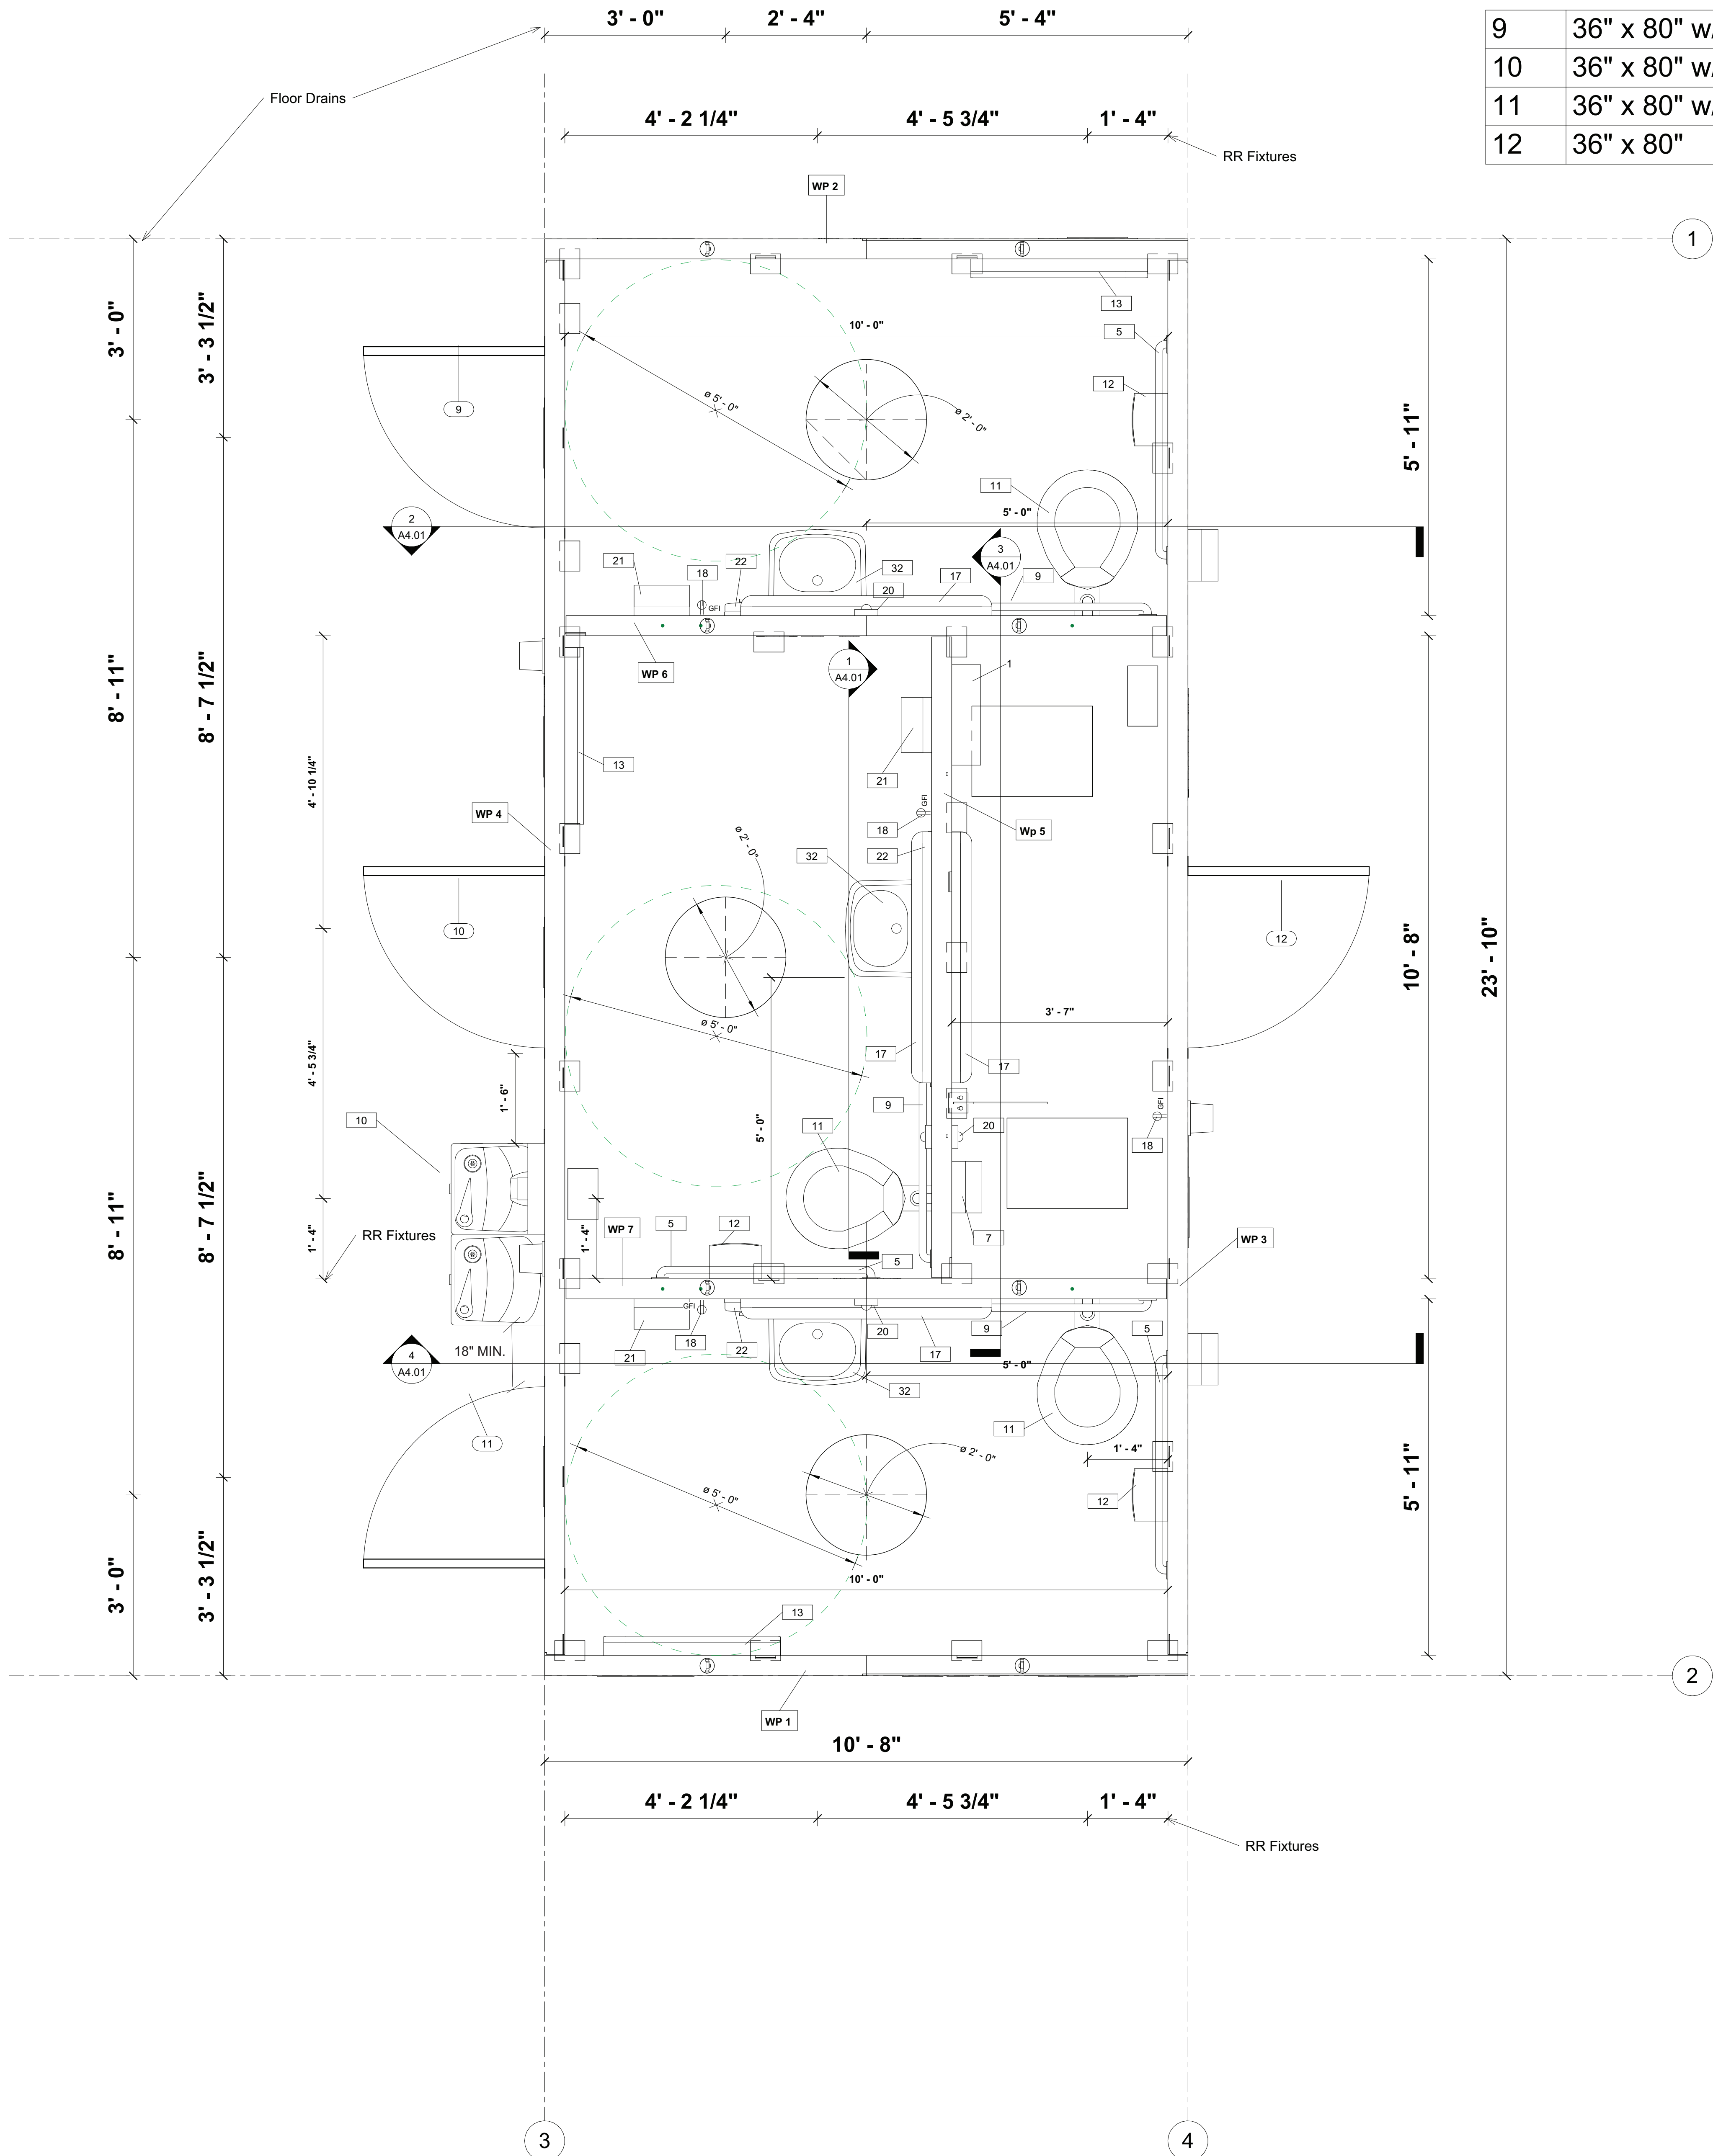 3' - 0" 2' - 4" 5' - 4"
9 36" x 80" w/
10 36" x 80" w/
11 36" x 80" w/
12 36" x 80"
Floor Drains
4' - 2 1/4" 4' - 5 3/4" 1' - 4"
RR Fixtures
WP 2
1
13
3' - 0"
3' - 3 1/2"
10' - 0"
5
12
9
ø 5' - 0"
ø 2' - 0"
5' - 11"
11
5' - 0"
2
A4.01
3
A4.01
21
18
22
32
17
9
20
GFI
WP 6
1
A4.01
1
8' - 11"
8' - 7 1/2"
4' - 10 1/4"
13
21
WP 4
GFI
18
Wp 5
22
32
ø 2' - 0"
10
12
10' - 8"
23' - 10"
3' - 7"
ø 5' - 0"
17
17
4' - 5 3/4"
1' - 6"
9
10
11
20
5' - 0"
GFI
18
8' - 11"
8' - 7 1/2"
1' - 4"
RR Fixtures
WP 7
1' - 4"
5
12
7
5
WP 3
GFI
21
18
22
20
17
9
5
4
A4.01
18" MIN.
5' - 0"
32
11
11
1' - 4"
ø 2' - 0"
ø 5' - 0"
12
5' - 11"
3' - 0"
3' - 3 1/2"
10' - 0"
13
2
WP 1
10' - 8"
4' - 2 1/4" 4' - 5 3/4" 1' - 4"
RR Fixtures
3
4